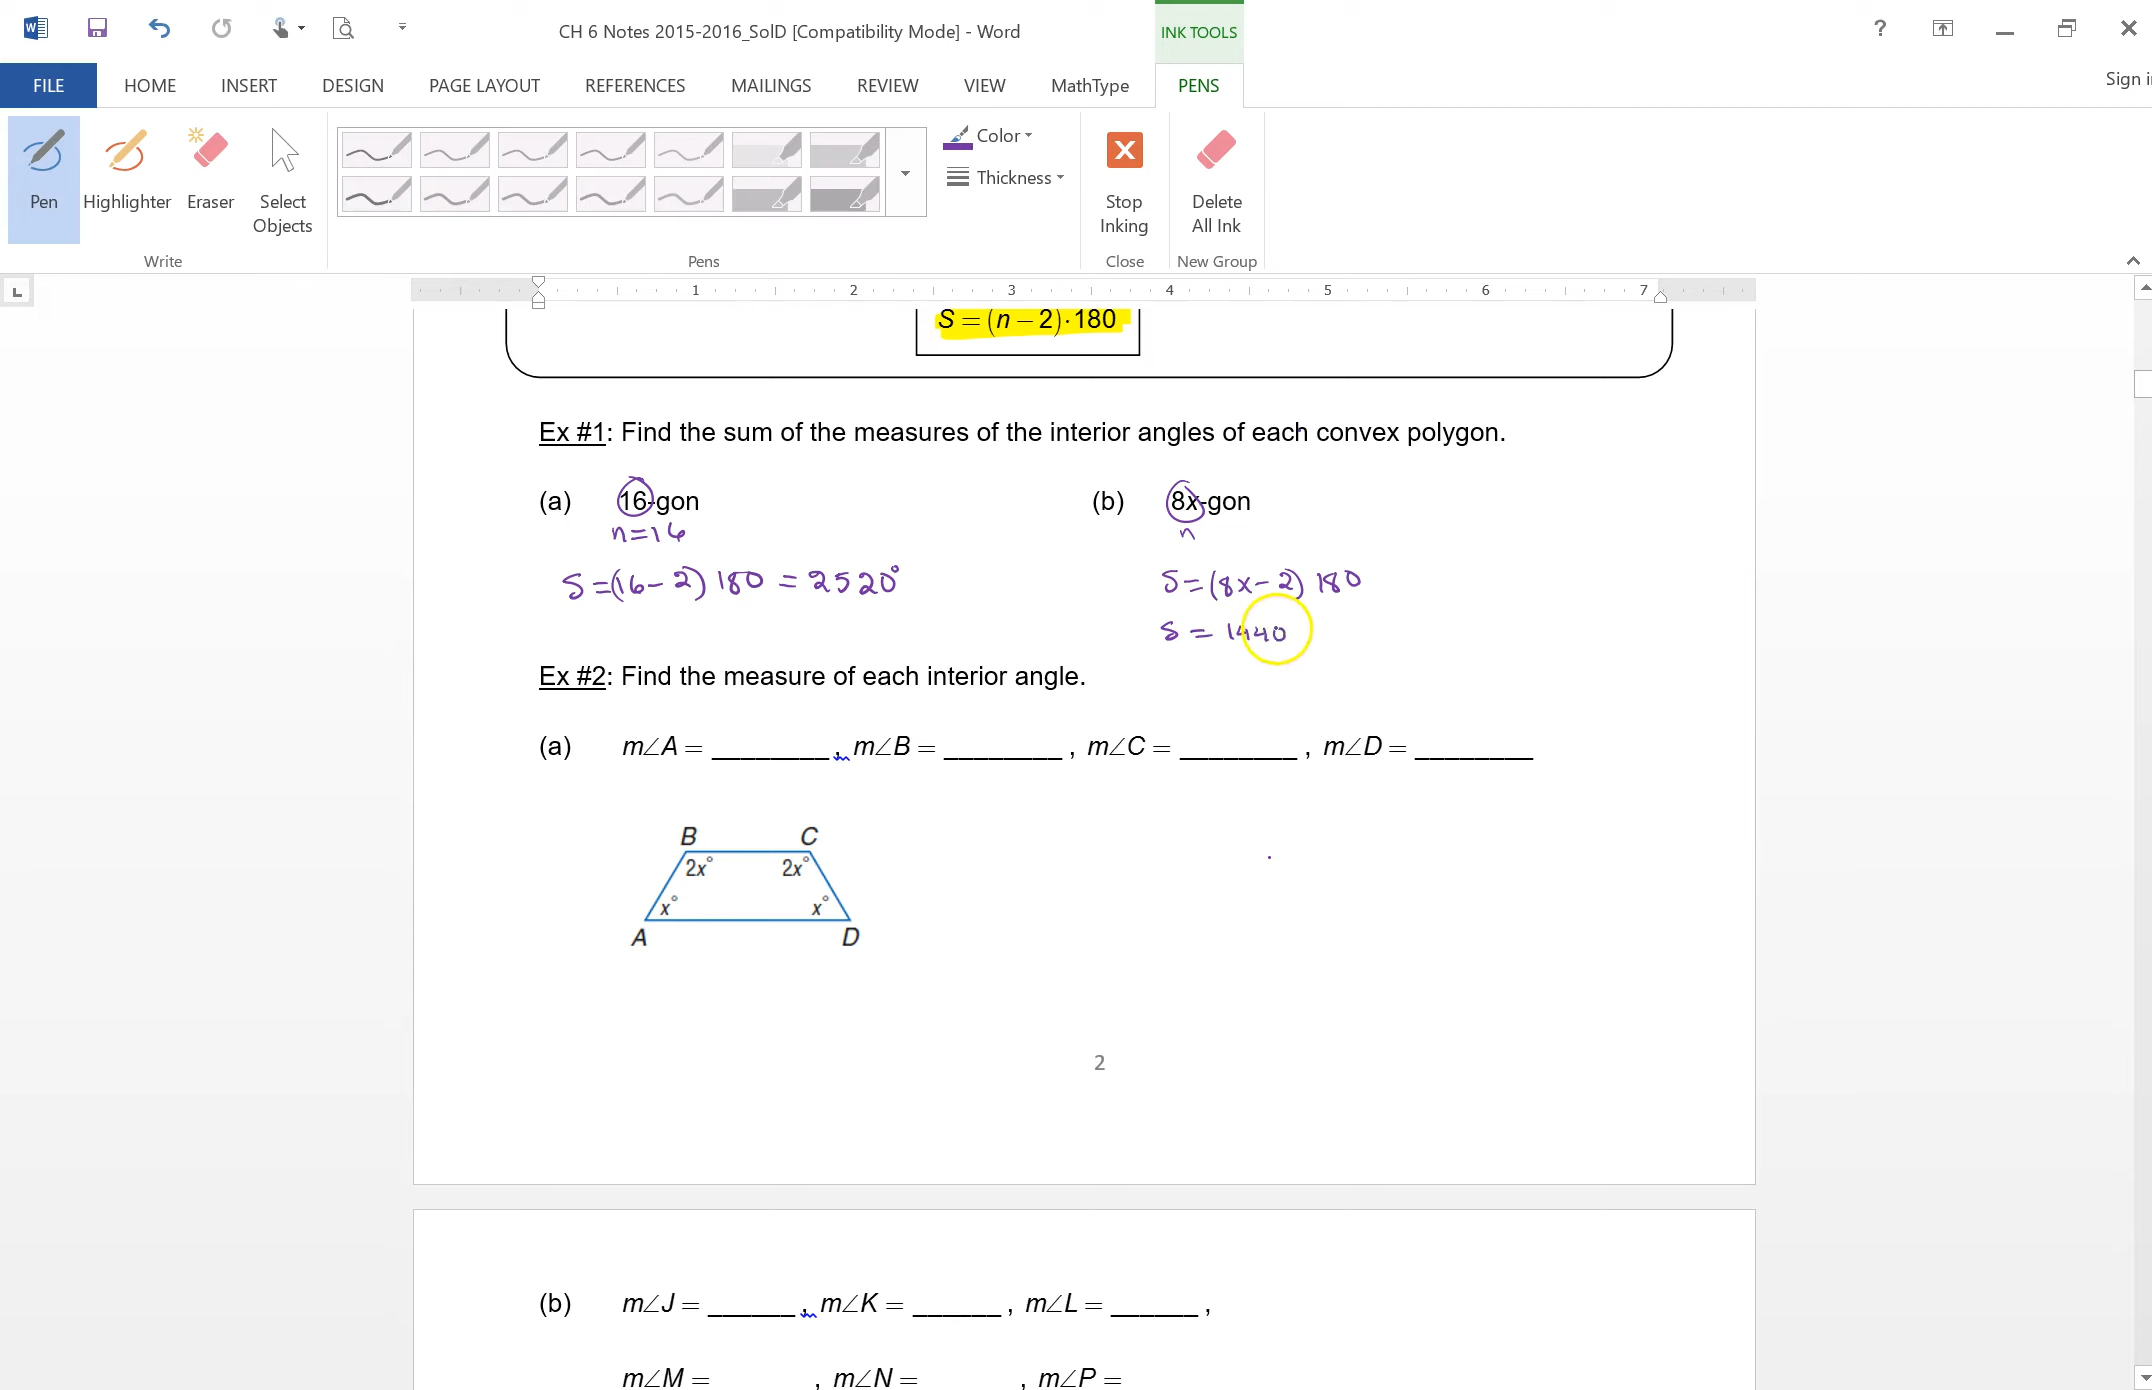 CH 6 Notes 2015-2016_SolD [Compatibility Mode] - Word
INK TOOLS
?
FILE HOME INSERT DESIGN PAGE LAYOUT REFERENCES MAILINGS REVIEW VIEW MathType PENS
Sign i
Pen Highlighter Eraser Select Objects
Color
Thickness
Stop Inking
Delete All Ink
Write Pens Close New Group
L 1 2 3 4 5 6 7
S = (n − 2)·180
Ex #1: Find the sum of the measures of the interior angles of each convex polygon.
(a) 16-gon (b) 8x-gon
n=16 n
S=(16-2) 180 = 2520° S=(8x-2) 180
S = 1440
Ex #2: Find the measure of each interior angle.
(a) m∠A = ________, m∠B = ________, m∠C = ________, m∠D = ________
B C
2x° 2x°
x° x°
A D
2
(b) m∠J = ______, m∠K = ______, m∠L = ______,
m∠M = , m∠N = , m∠P =